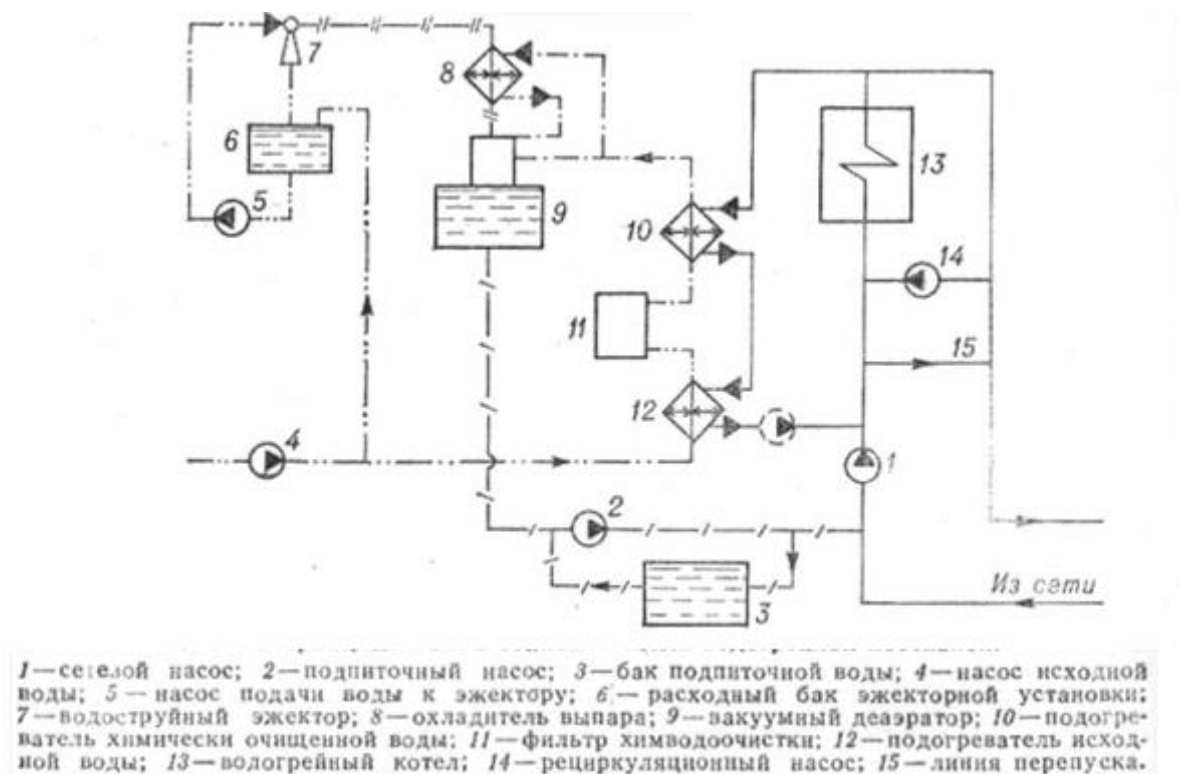 7
8
6
13
5
9
10
14
11
15
12
4
1
2
Из сети
3
1—сетевой насос; 2—подпиточный насос; 3—бак подпиточной воды; 4—насос исходной
воды; 5—насос подачи воды к эжектору; 6—расходный бак эжекторной установки;
7—водоструйный эжектор; 8—охладитель выпара; 9—вакуумный деаэратор; 10—подогре-
ватель химически очищенной воды; 11—фильтр химводоочистки; 12—подогреватель исход-
ной воды; 13—водогрейный котел; 14—рециркуляционный насос; 15—линия перепуска.